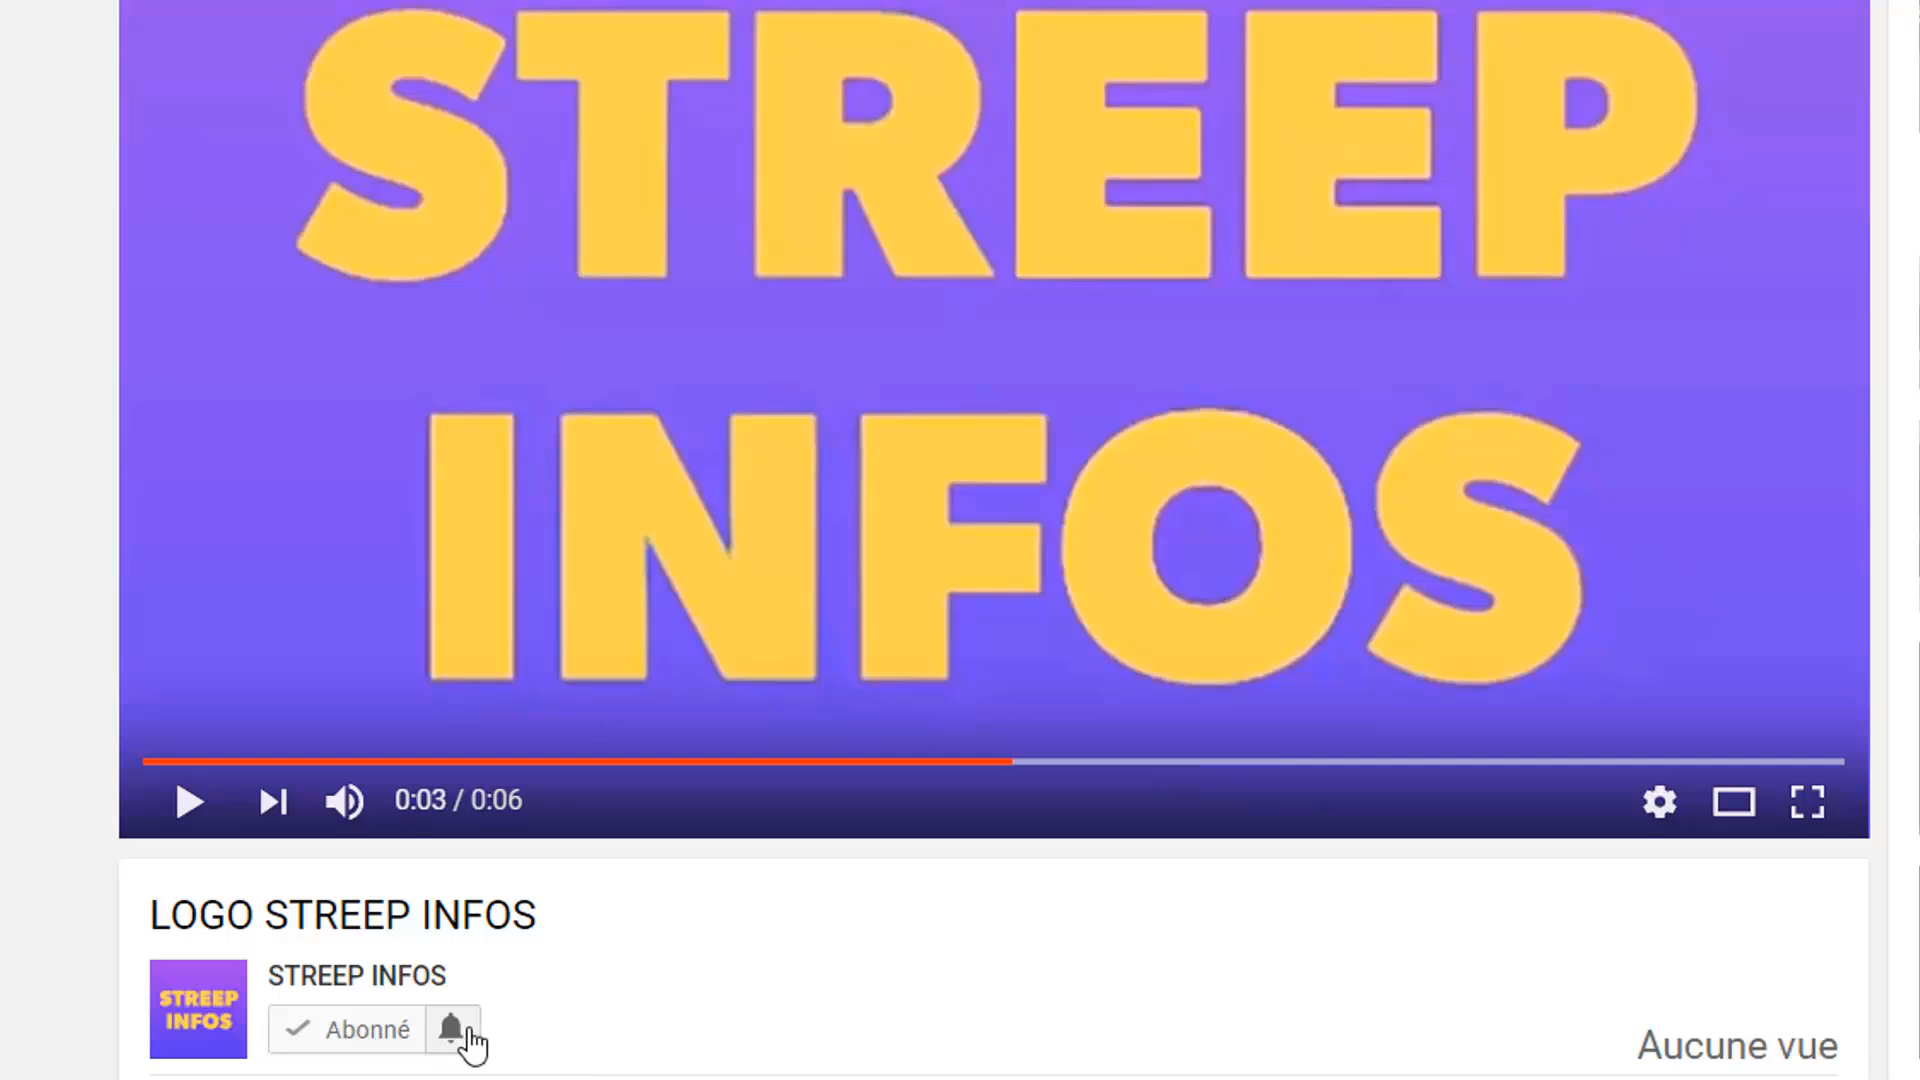 STREEP
INFOS
0:03 / 0:06
LOGO STREEP INFOS
STREEP INFOS
STREEP
INFOS
Abonné
Aucune vue